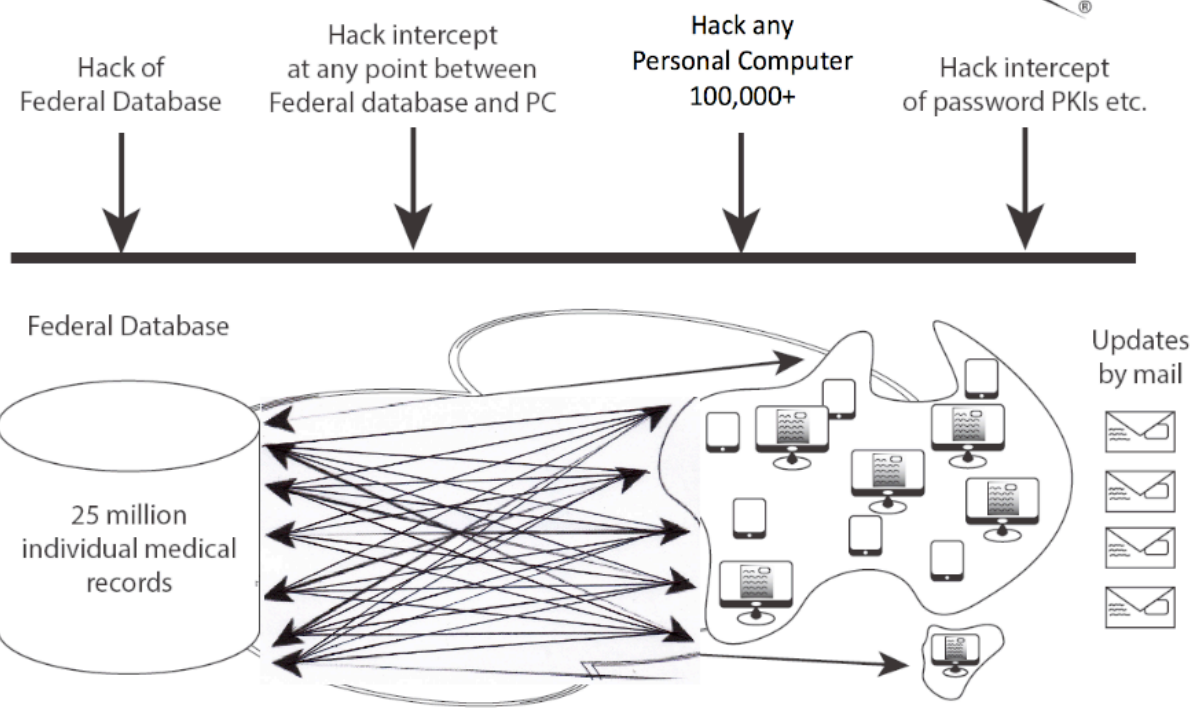 ®
Hack of
Federal Database
Hack intercept
at any point between
Federal database and PC
Hack any
Personal Computer
100,000+
Hack intercept
of password PKIs etc.
Federal Database
25 million
individual medical
records
Updates
by mail